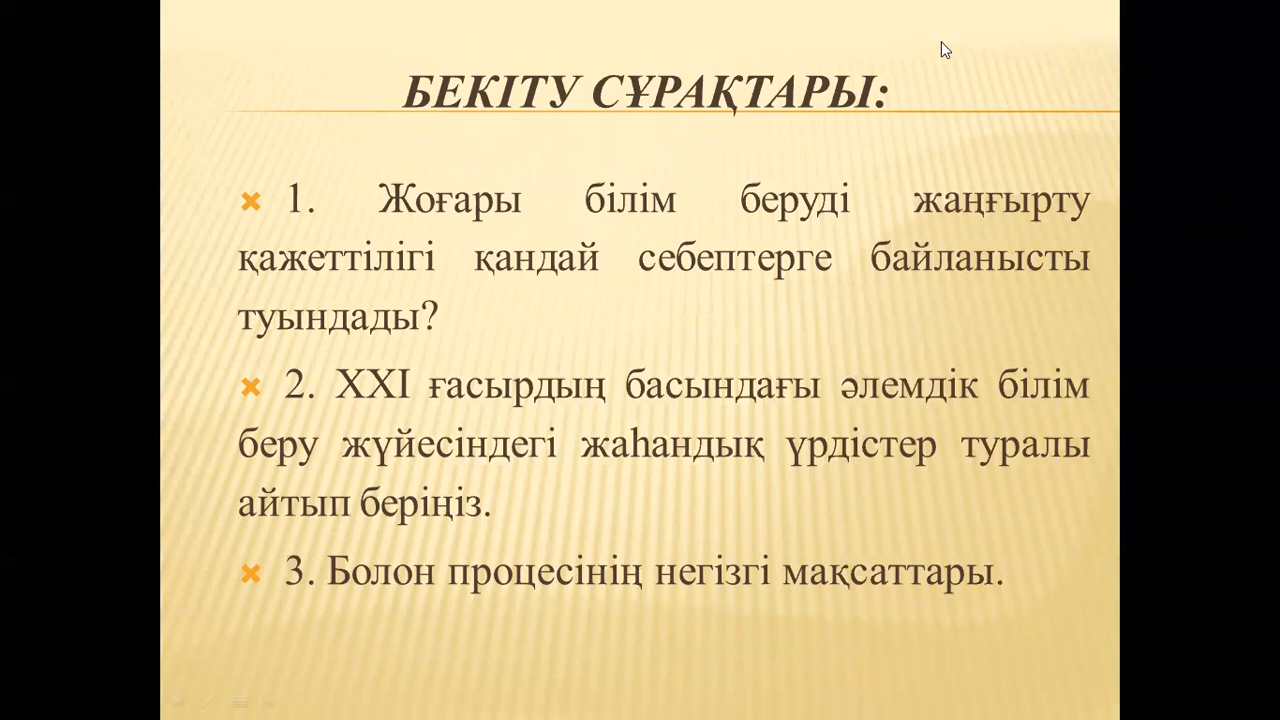 БЕКІТУ СҰРАҚТАРЫ:
1. Жоғары білім беруді жаңғырту
қажеттілігі қандай себептерге байланысты
туындады?
2. XXI ғасырдың басындағы әлемдік білім
беру жүйесіндегі жаһандық үрдістер туралы
айтып беріңіз.
3. Болон процесінің негізгі мақсаттары.